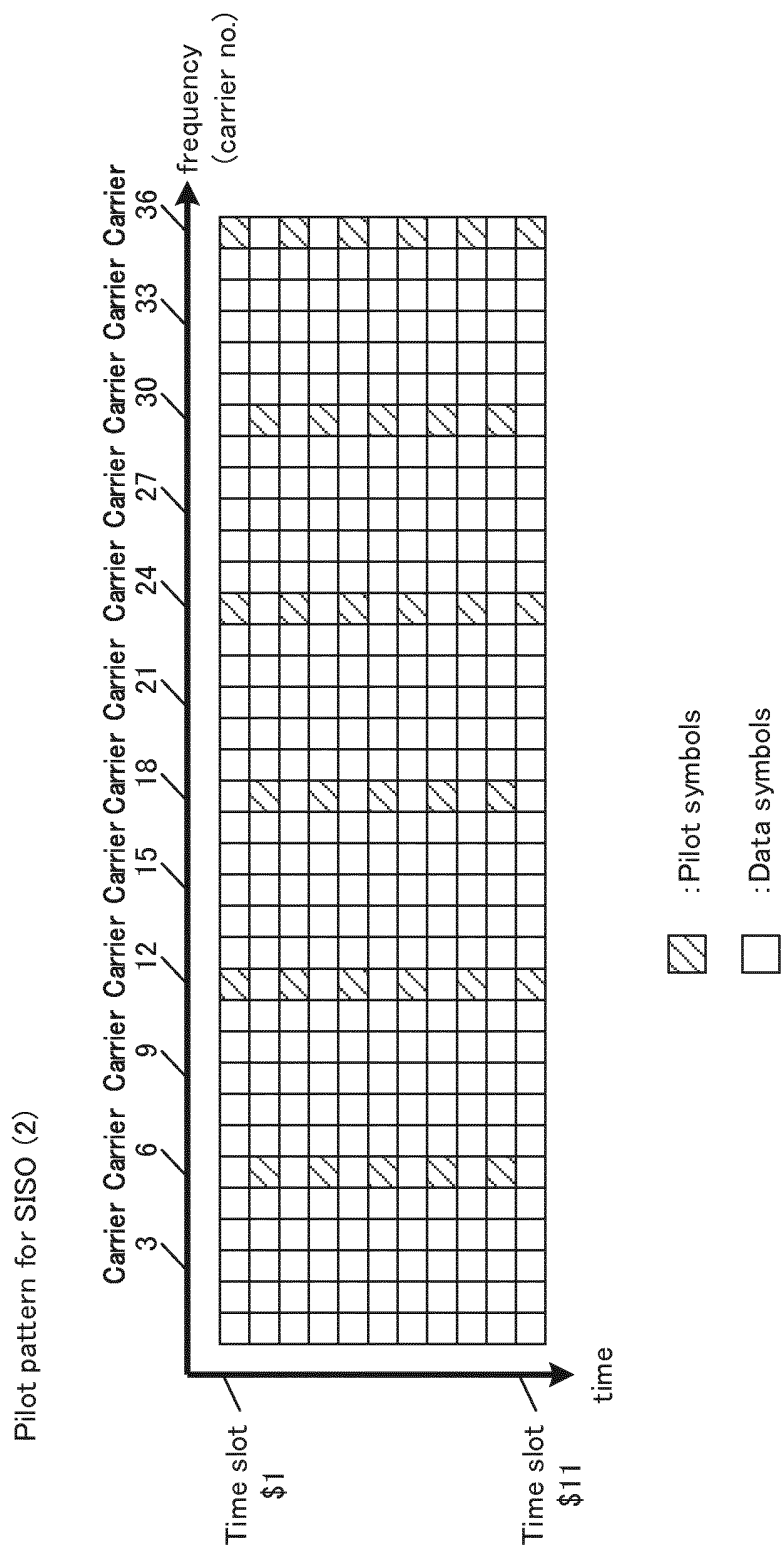 Pilot pattern for SISO (2)
Carrier Carrier Carrier Carrier Carrier Carrier Carrier Carrier Carrier Carrier Carrier Carrier
3 6 9 12 15 18 21 24 27 30 33 36
frequency
(carrier no.)
Time slot
$1
Time slot
$11
time
:Pilot symbols
:Data symbols